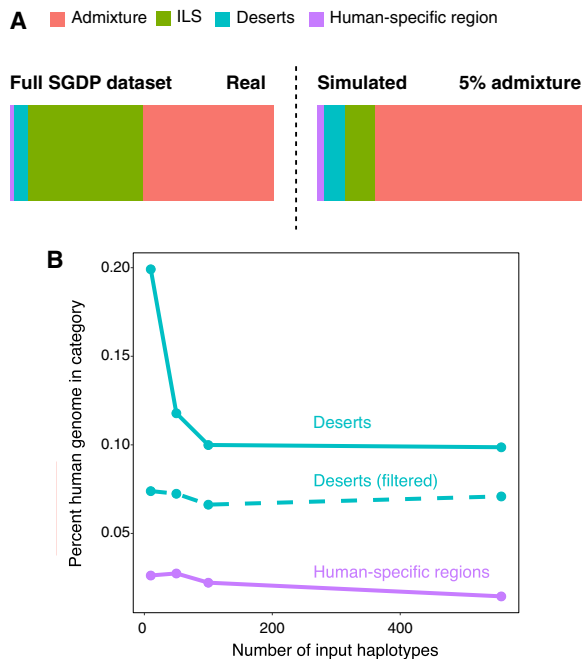 A
Admixture ILS Deserts Human-specific region
Full SGDP dataset Real Simulated 5% admixture
B
Percent human genome in category
0.20
0.15
0.10
0.05
Deserts
Deserts (filtered)
Human-specific regions
0 200 400
Number of input haplotypes